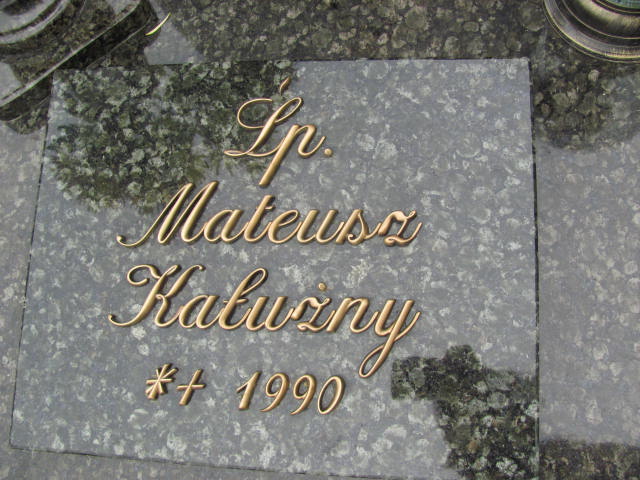 Śp.
Mateusz
Kałużny
*+ 1990